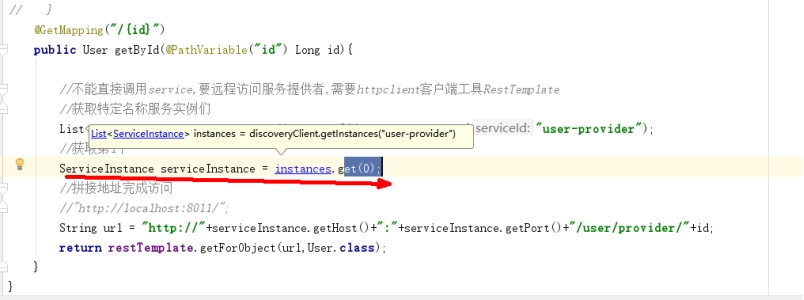 //    }
@GetMapping("/{id}")
public User getById(@PathVariable("id") Long id){
//不能直接调用service,要远程访问服务提供者,需要httpclient客户端工具RestTemplate
//获取特定名称服务实例们
List< serviceId: "user-provider");
List<ServiceInstance> instances = discoveryClient.getInstances("user-provider")
//获取第1个
ServiceInstance serviceInstance = instances.get(0);
//拼接地址完成访问
//"http://localhost:8011/";
String url = "http://"+serviceInstance.getHost()+":"+serviceInstance.getPort()+"/user/provider/"+id;
return restTemplate.getForObject(url,User.class);
}
}